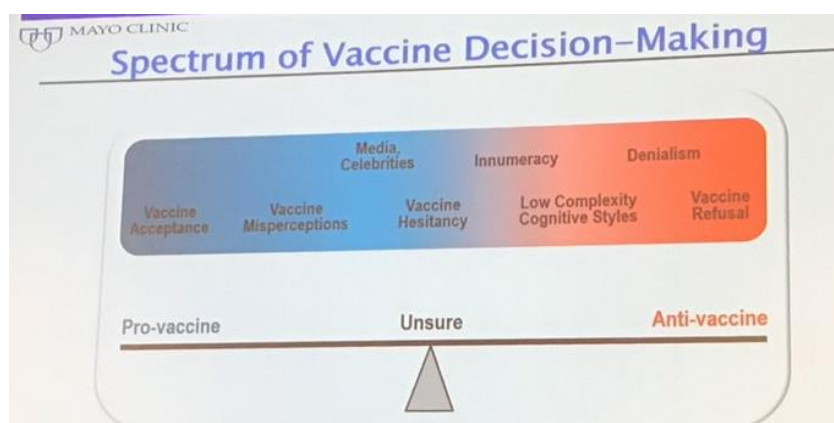 MAYO CLINIC
Spectrum of Vaccine Decision-Making
Media,
Celebrities
Innumeracy
Denialism
Vaccine
Acceptance
Vaccine
Misperceptions
Vaccine
Hesitancy
Low Complexity
Cognitive Styles
Vaccine
Refusal
Pro-vaccine
Unsure
Anti-vaccine